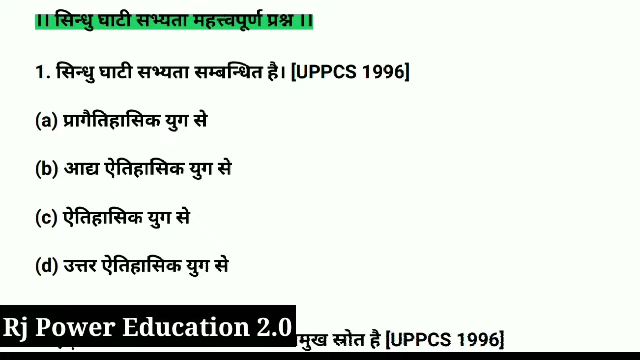 ।। सिन्धु घाटी सभ्यता महत्त्वपूर्ण प्रश्न ।।
1. सिन्धु घाटी सभ्यता सम्बन्धित है। [UPPCS 1996]
(a) प्रागैतिहासिक युग से
(b) आद्य ऐतिहासिक युग से
(c) ऐतिहासिक युग से
(d) उत्तर ऐतिहासिक युग से
Rj Power Education 2.0
स्रोत है [UPPCS 1996]